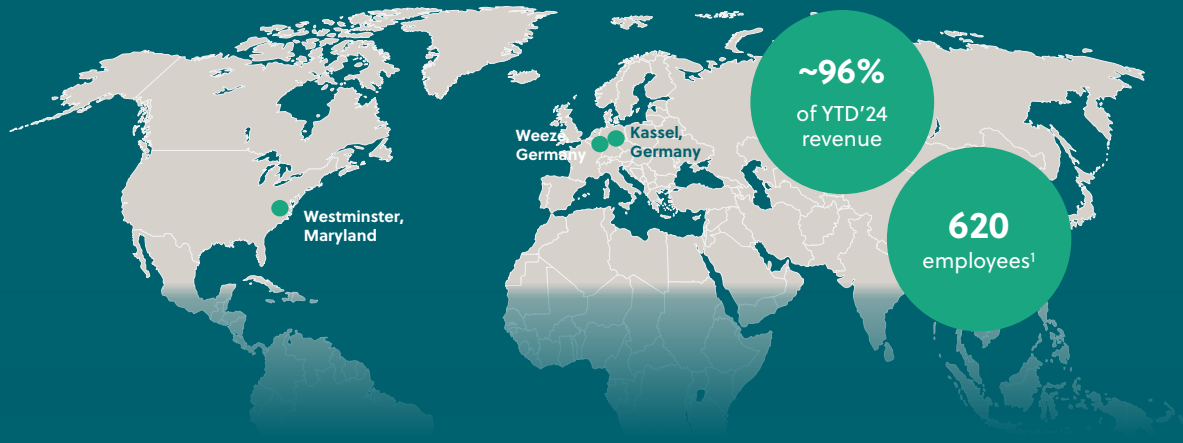 ~96%
of YTD'24
revenue
Weeze,
Germany
Kassel,
Germany
620
employees¹
Westminster,
Maryland